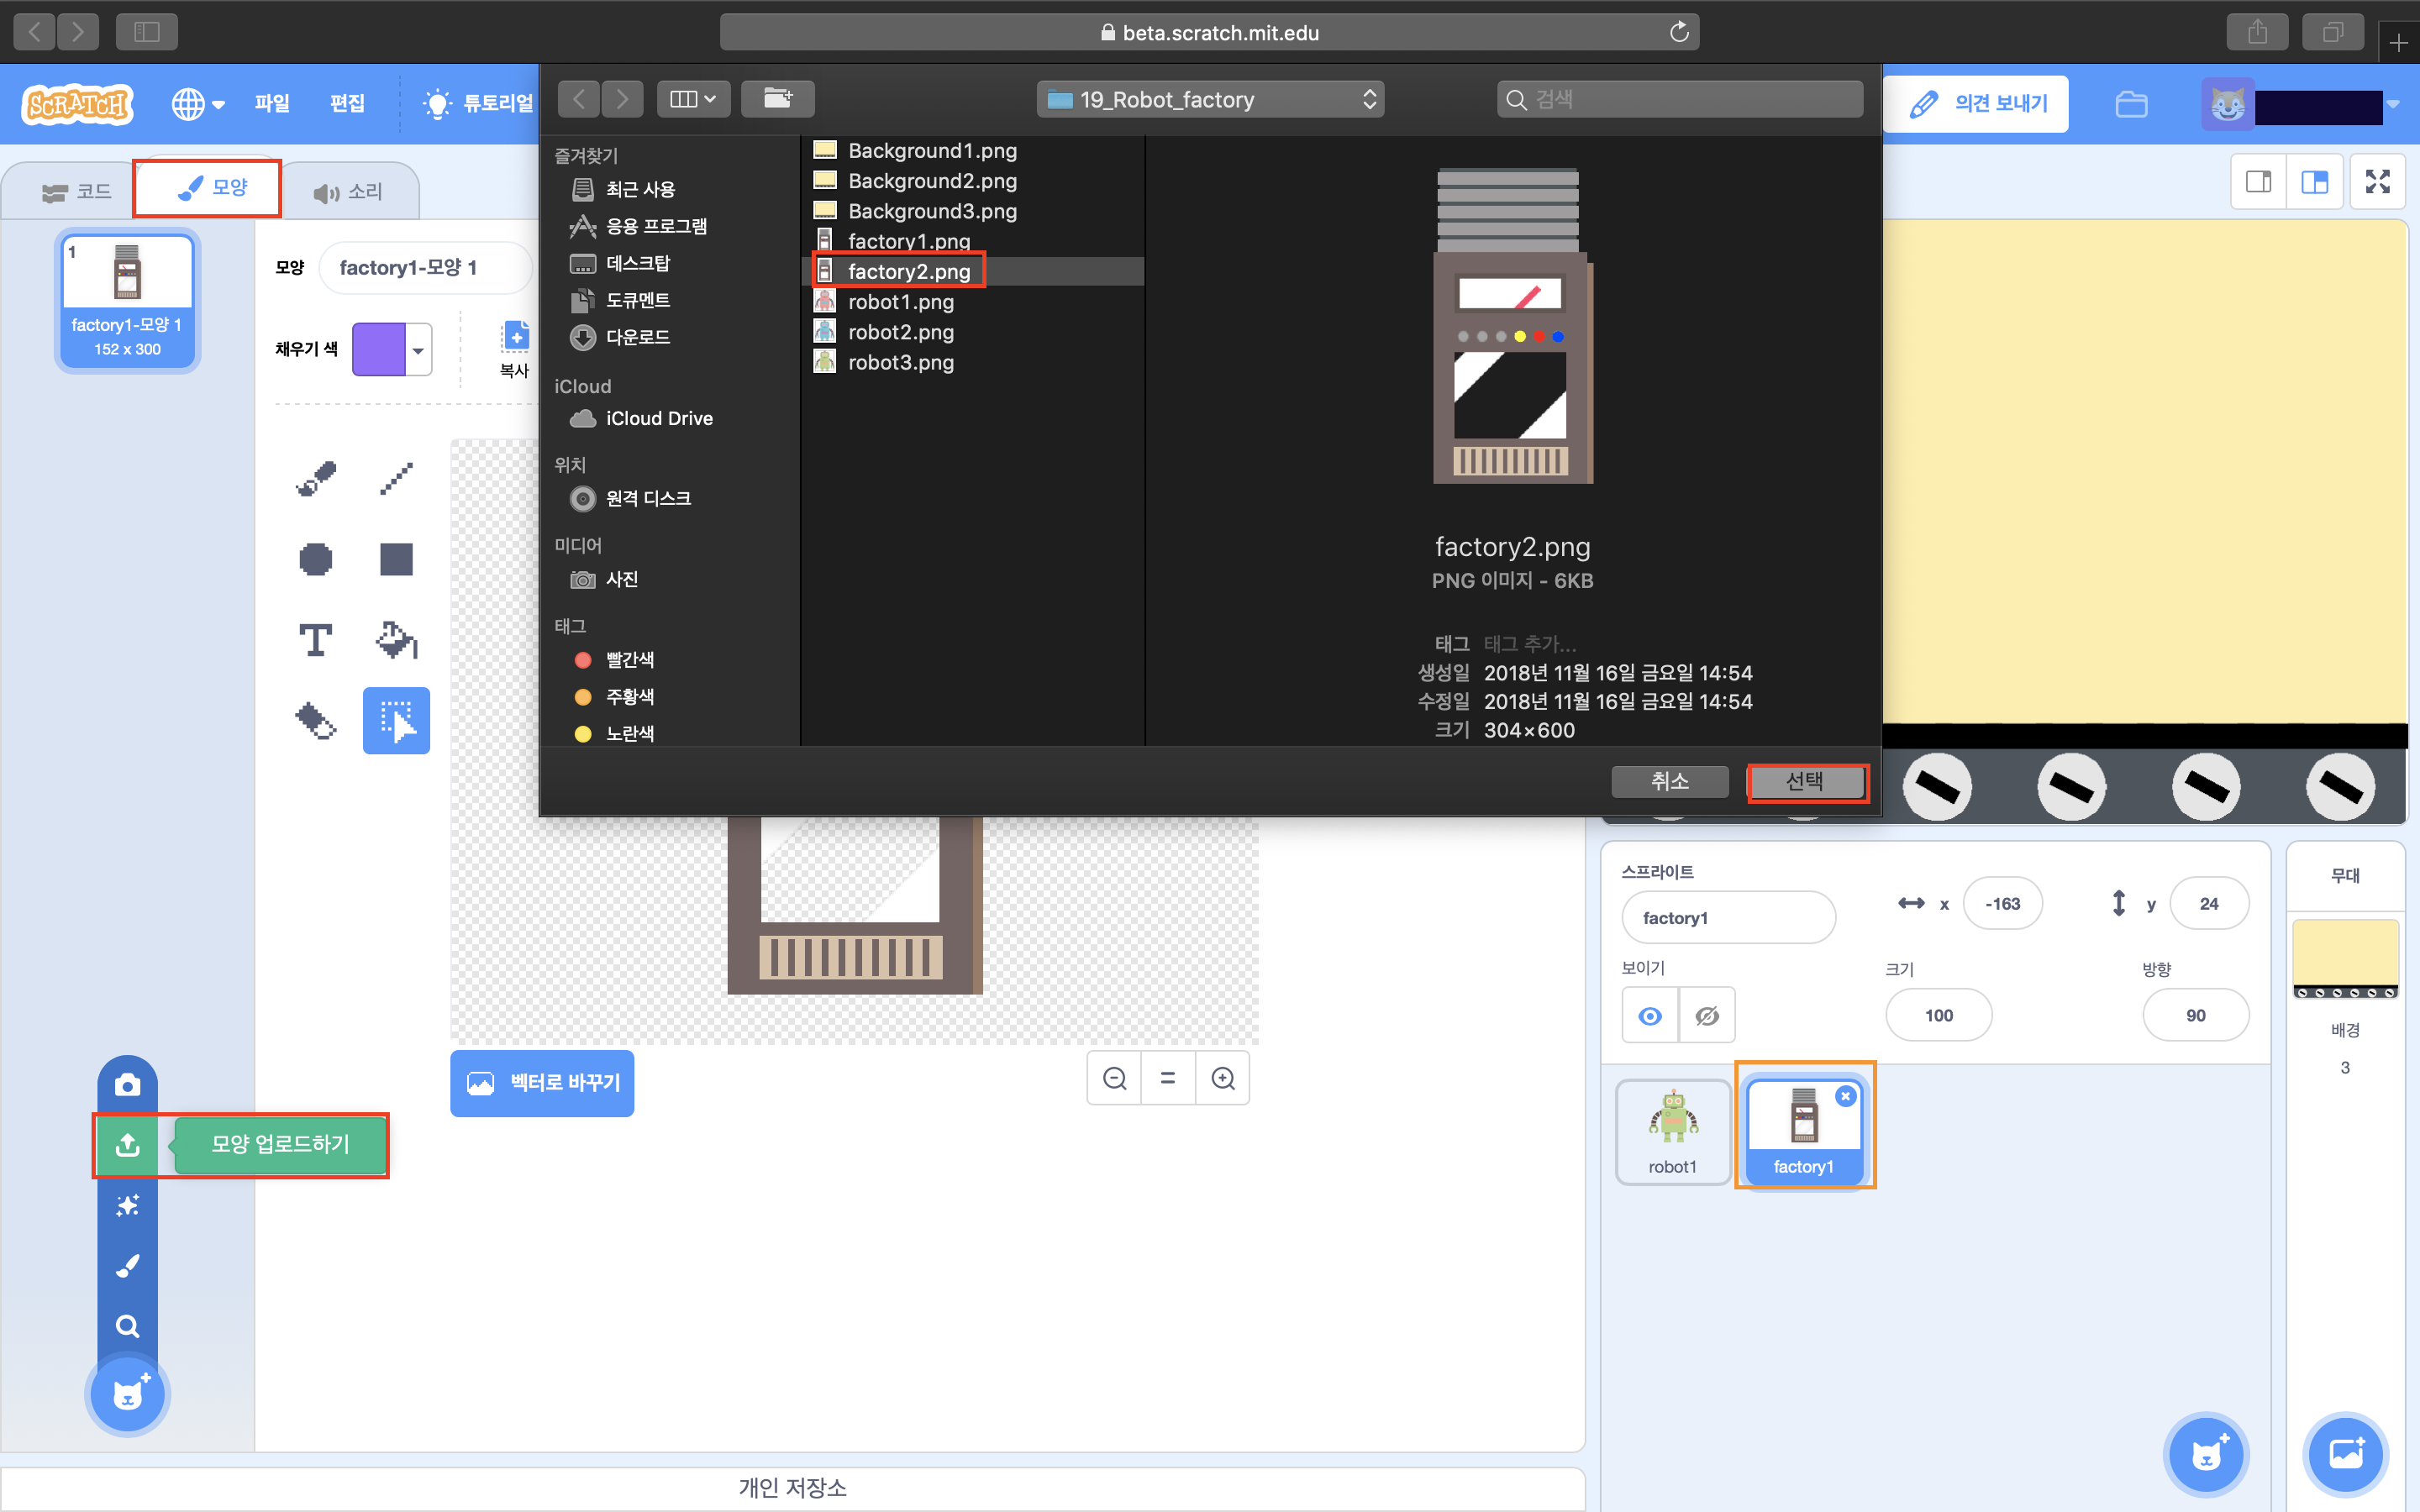 beta.scratch.mit.edu
SCRATCH
파일
편집
튜토리얼
19_Robot_factory
검색
의견 보내기
코드
모양
소리
1
factory1-모양 1
152 x 300
모양
factory1-모양 1
채우기 색
복사
즐겨찾기
최근 사용
응용 프로그램
데스크탑
도큐멘트
다운로드
iCloud
iCloud Drive
위치
원격 디스크
미디어
사진
태그
빨간색
주황색
노란색
Background1.png
Background2.png
Background3.png
factory1.png
factory2.png
robot1.png
robot2.png
robot3.png
factory2.png
PNG 이미지 - 6KB
태그 태그 추가...
생성일 2018년 11월 16일 금요일 14:54
수정일 2018년 11월 16일 금요일 14:54
크기 304×600
취소
선택
벡터로 바꾸기
모양 업로드하기
개인 저장소
스프라이트
factory1
x -163
y 24
보이기
크기
100
방향
90
robot1
factory1
무대
배경
3